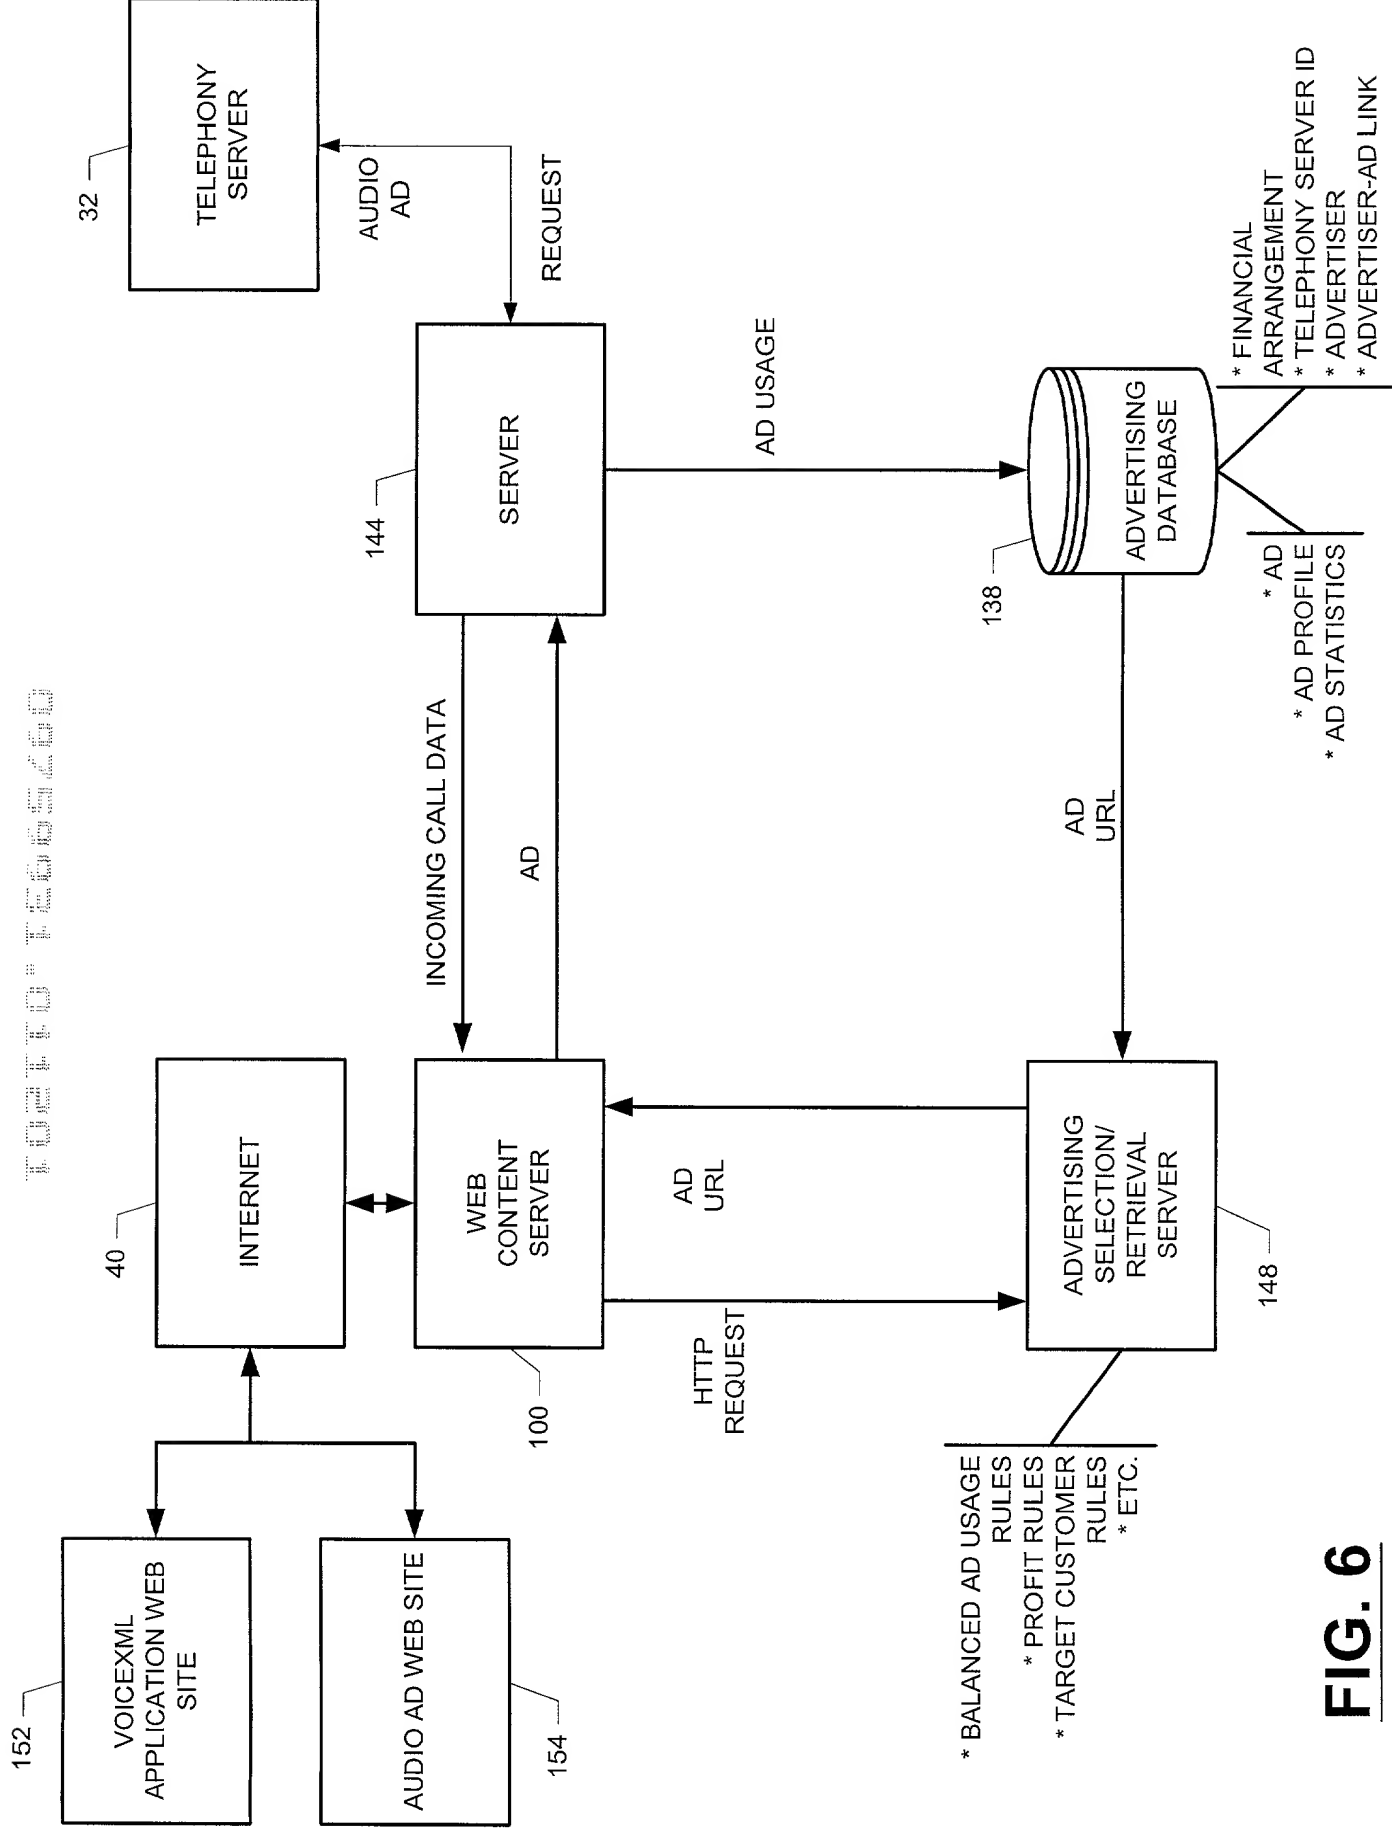 152
VOICEXML
APPLICATION WEB
SITE
AUDIO AD WEB SITE
154
40
INTERNET
WEB
CONTENT
SERVER
100
INCOMING CALL DATA
AD
144
SERVER
32
TELEPHONY
SERVER
AUDIO
AD
REQUEST
HTTP
REQUEST
AD
URL
AD USAGE
* BALANCED AD USAGE
RULES
* PROFIT RULES
* TARGET CUSTOMER
RULES
* ETC.
ADVERTISING
SELECTION/
RETRIEVAL
SERVER
148
AD
URL
138
ADVERTISING
DATABASE
* AD
* AD PROFILE
* AD STATISTICS
* FINANCIAL
ARRANGEMENT
* TELEPHONY SERVER ID
* ADVERTISER
* ADVERTISER-AD LINK
FIG. 6